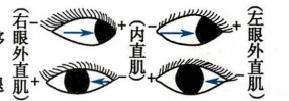 (右眼外直肌)
(内直肌)
(左眼外直肌)
- + - +
+ - + -